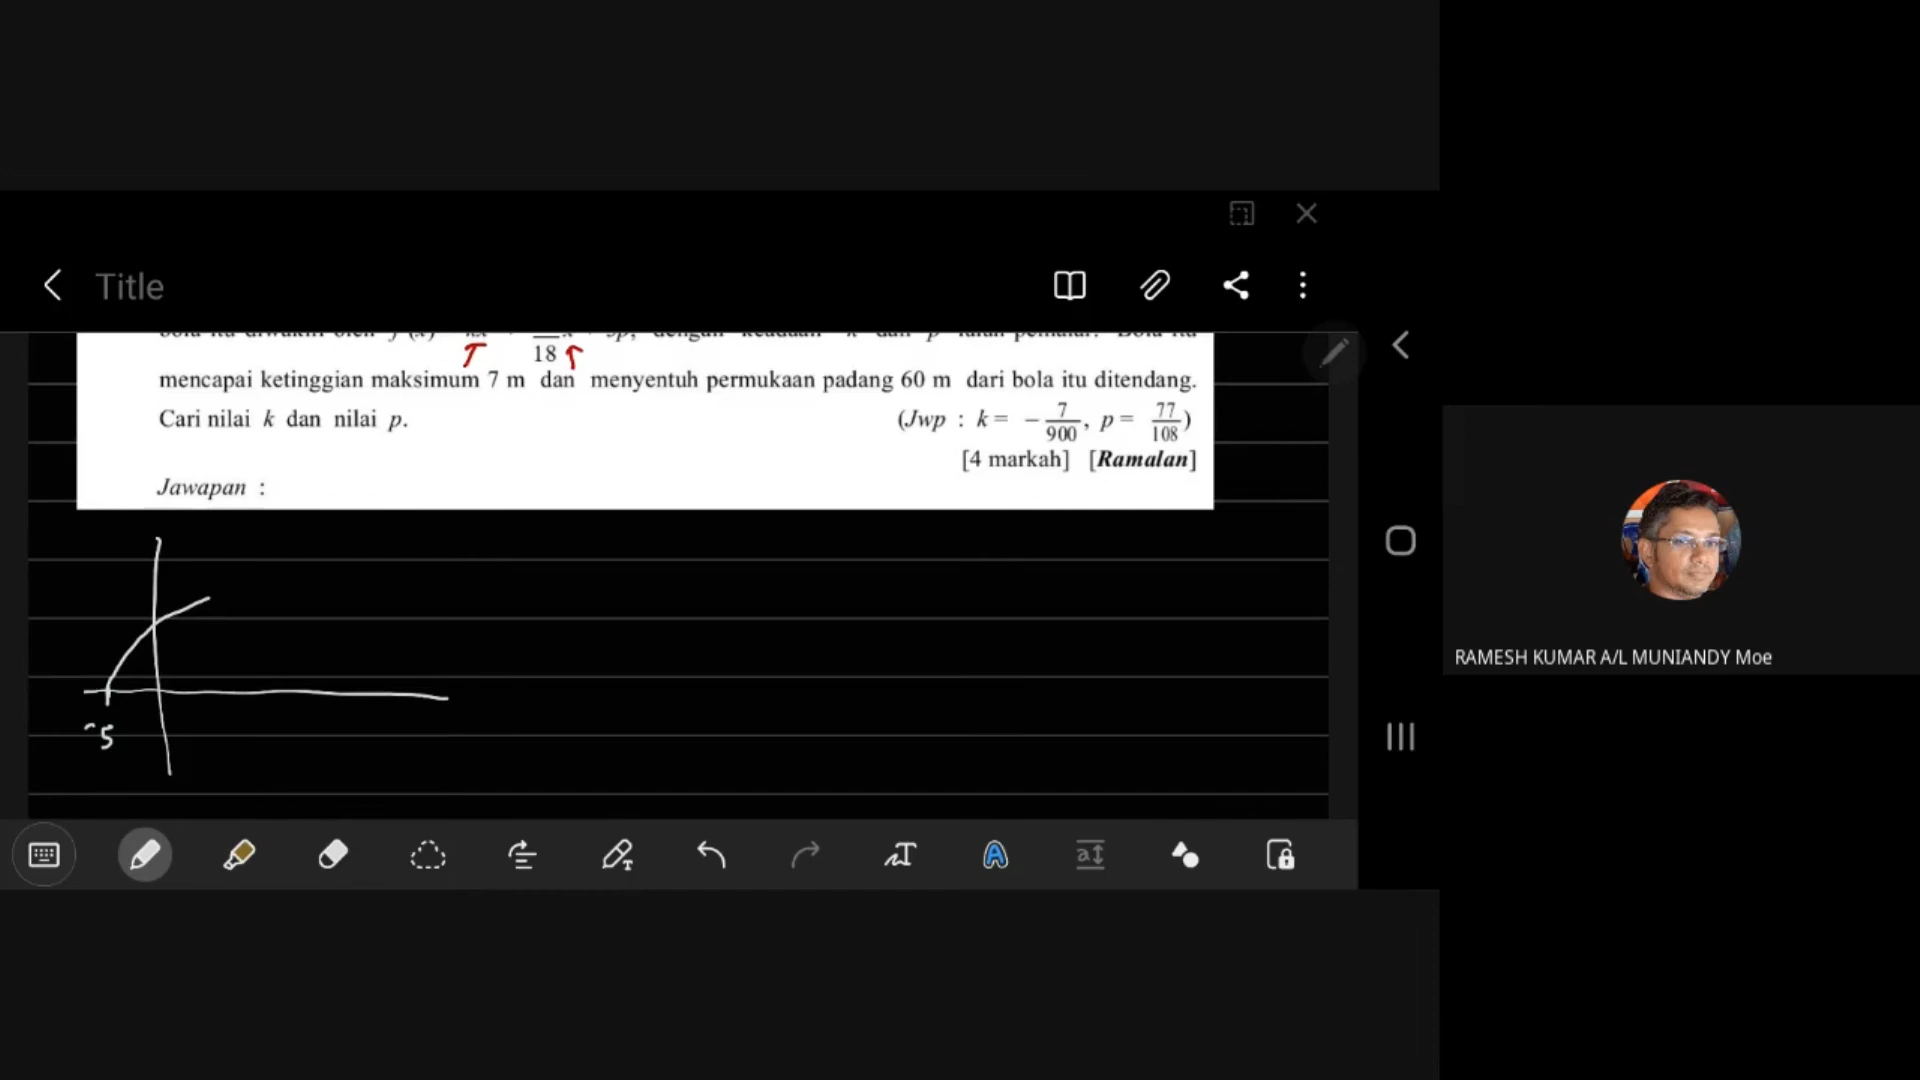 Title
18
mencapai ketinggian maksimum 7 m dan menyentuh permukaan padang 60 m dari bola itu ditendang.
Cari nilai k dan nilai p. (Jwp : k = − 7/900, p = 77/108)
[4 markah] [Ramalan]
Jawapan :
-5
RAMESH KUMAR A/L MUNIANDY Moe